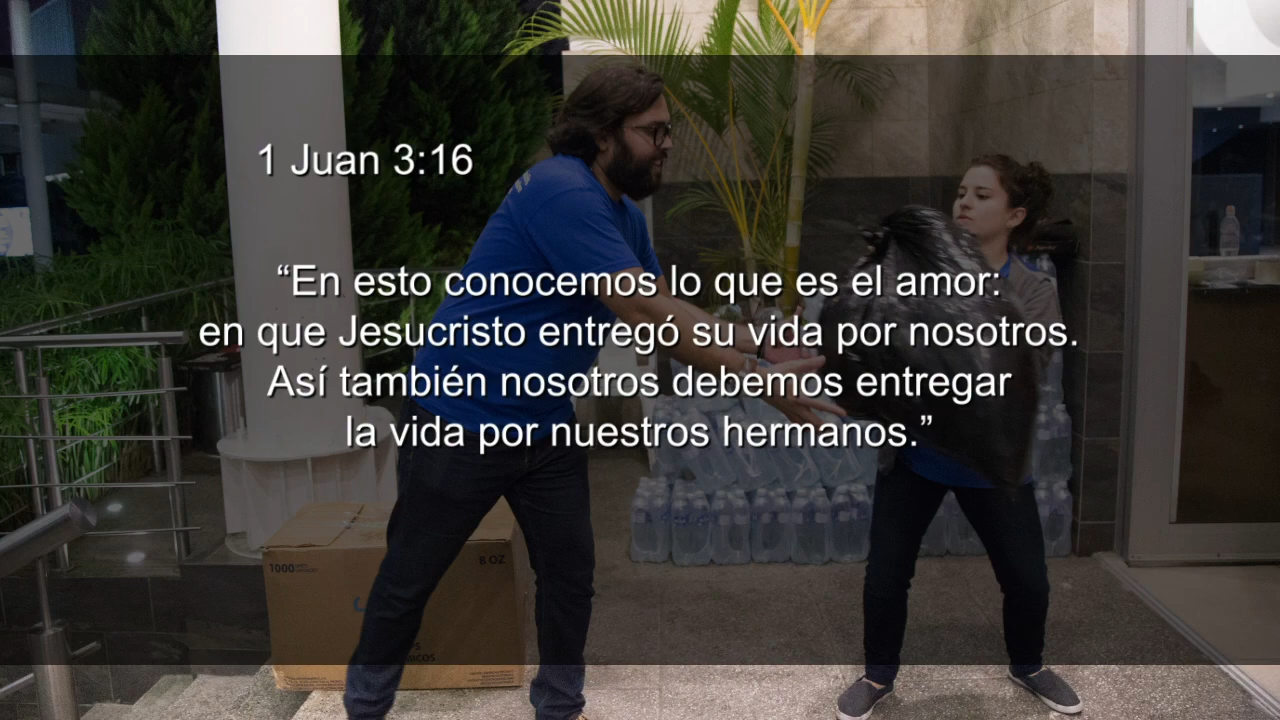 1 Juan 3:16
“En esto conocemos lo que es el amor:
en que Jesucristo entregó su vida por nosotros.
Así también nosotros debemos entregar
la vida por nuestros hermanos.”
1000
8 OZ